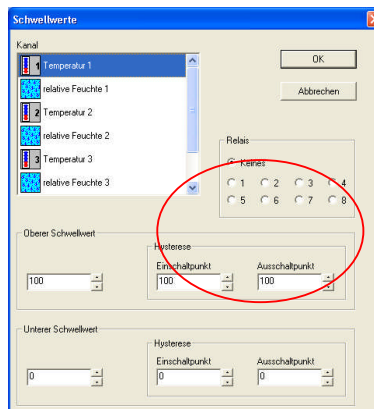 Schwellwerte
Kanal
1 Temperatur 1
relative Feuchte 1
2 Temperatur 2
relative Feuchte 2
3 Temperatur 3
relative Feuchte 3
OK
Abbrechen
Relais
Keines
1 2 3 4
5 6 7 8
Oberer Schwellwert
Hysterese
Einschaltpunkt Ausschaltpunkt
100 100 100
Unterer Schwellwert
Hysterese
Einschaltpunkt Ausschaltpunkt
0 0 0